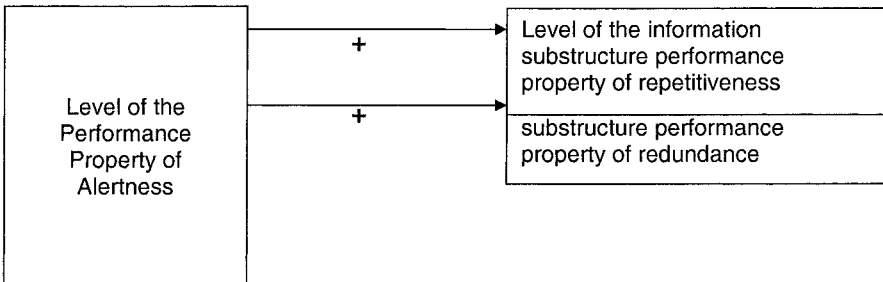 Level of the
Performance
Property of
Alertness
+
+
Level of the information
substructure performance
property of repetitiveness
substructure performance
property of redundance